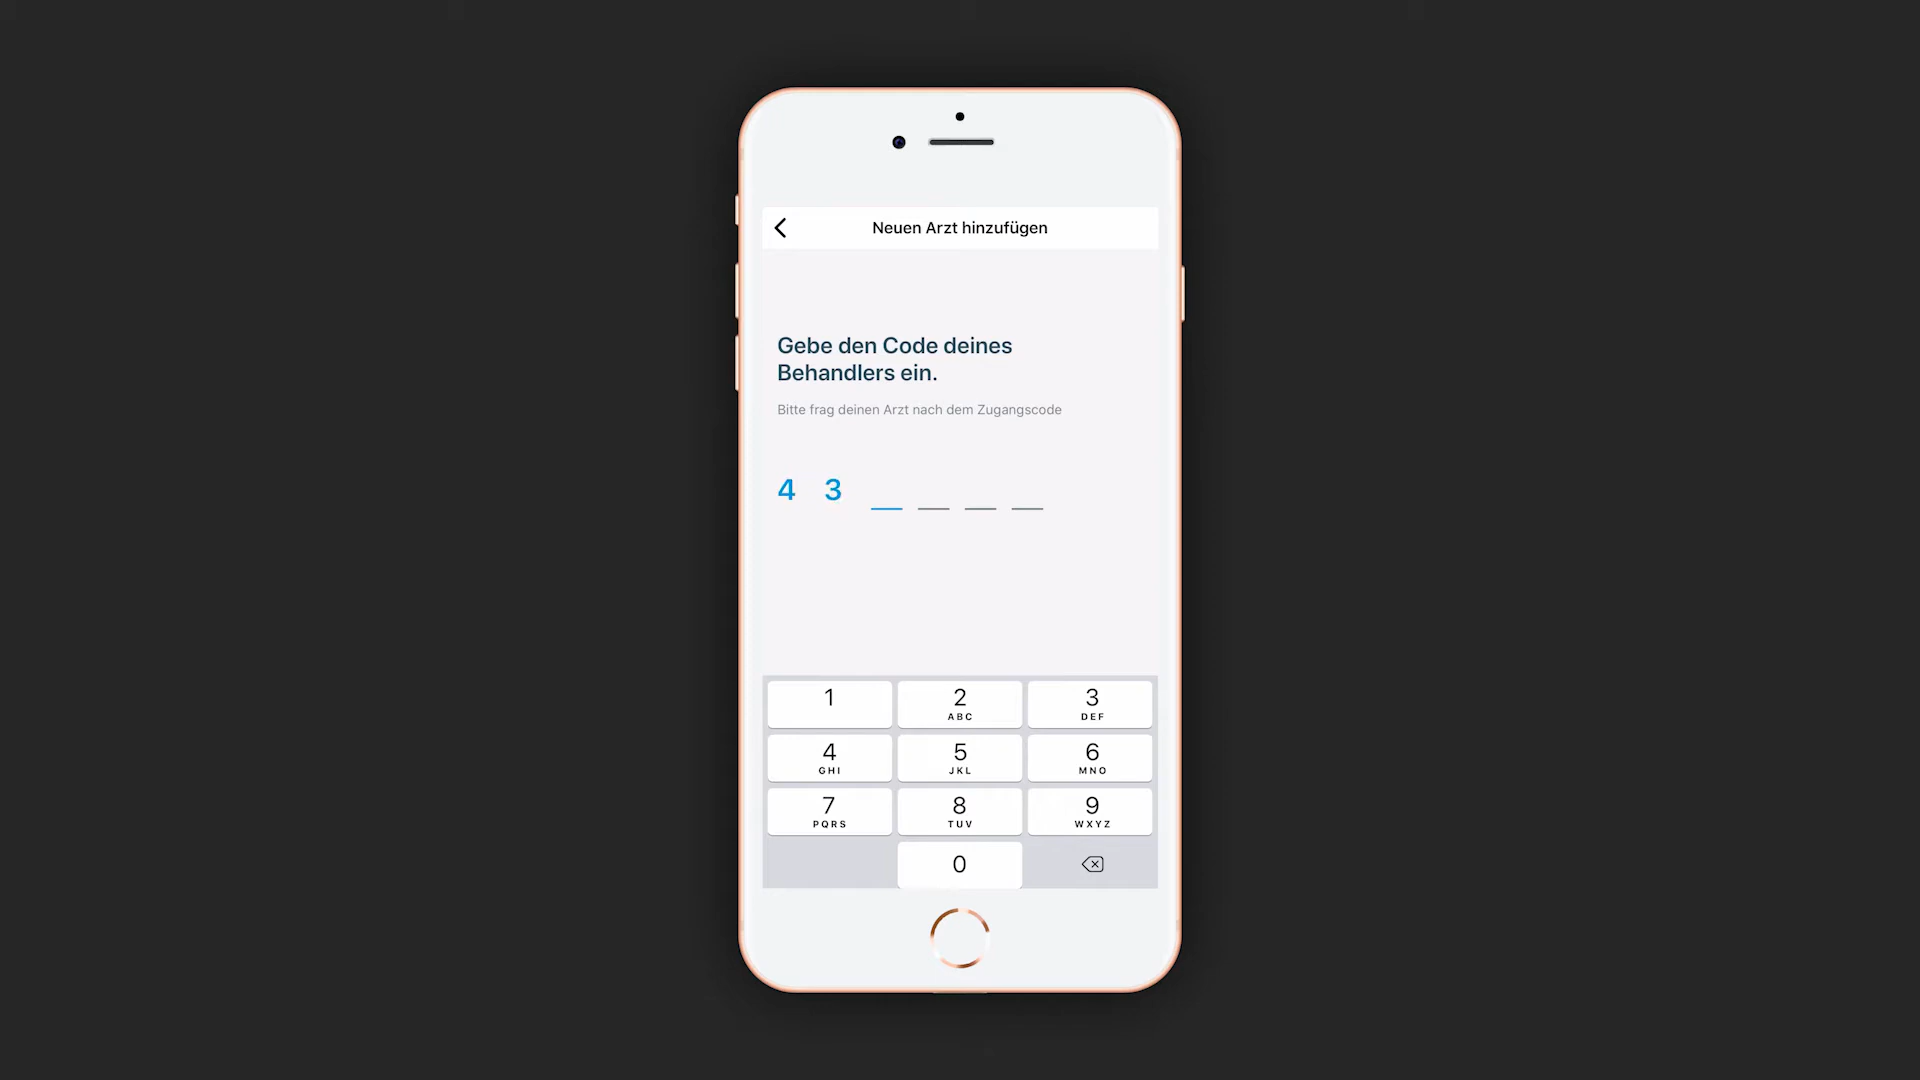 Neuen Arzt hinzufügen
Gebe den Code deines
Behandlers ein.
Bitte frag deinen Arzt nach dem Zugangscode
4 3
1 2 3
ABC DEF
4 5 6
GHI JKL MNO
7 8 9
PQRS TUV WXYZ
0